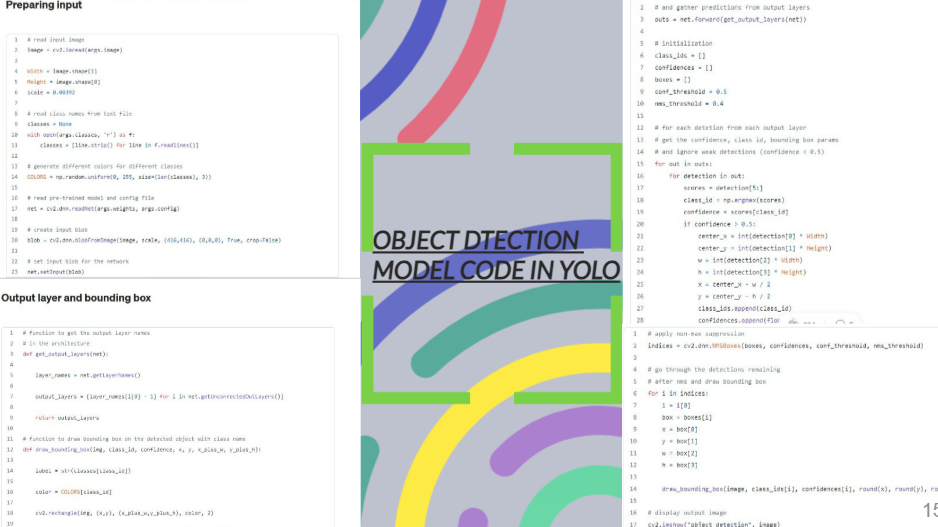 Preparing input
1 # read input image
2 image = cv2.imread(args.image)
3
4 Width = image.shape[1]
5 Height = image.shape[0]
6 scale = 0.00392
7
8 # read class names from text file
9 classes = None
10 with open(args.classes, 'r') as f:
11 classes = [line.strip() for line in f.readlines()]
12
13 # generate different colors for different classes
14 COLORS = np.random.uniform(0, 255, size=(len(classes), 3))
15
16 # read pre-trained model and config file
17 net = cv2.dnn.readNet(args.weights, args.config)
18
19 # create input blob
20 blob = cv2.dnn.blobFromImage(image, scale, (416,416), (0,0,0), True, crop=False)
21
22 # set input blob for the network
23 net.setInput(blob)
Output layer and bounding box
1 # function to get the output layer names
2 # in the architecture
3 def get_output_layers(net):
4
5 layer_names = net.getLayerNames()
6
7 output_layers = [layer_names[i[0] - 1] for i in net.getUnconnectedOutLayers()]
8
9 return output_layers
10
11 # function to draw bounding box on the detected object with class name
12 def draw_bounding_box(img, class_id, confidence, x, y, x_plus_w, y_plus_h):
13
14 label = str(classes[class_id])
15
16 color = COLORS[class_id]
17
18 cv2.rectangle(img, (x,y), (x_plus_w,y_plus_h), color, 2)
OBJECT DTECTION
MODEL CODE IN YOLO
2 # and gather predictions from output layers
3 outs = net.forward(get_output_layers(net))
4
5 # initialization
6 class_ids = []
7 confidences = []
8 boxes = []
9 conf_threshold = 0.5
10 nms_threshold = 0.4
11
12 # for each detetion from each output layer
13 # get the confidence, class id, bounding box params
14 # and ignore weak detections (confidence < 0.5)
15 for out in outs:
16 for detection in out:
17 scores = detection[5:]
18 class_id = np.argmax(scores)
19 confidence = scores[class_id]
20 if confidence > 0.5:
21 center_x = int(detection[0] * Width)
22 center_y = int(detection[1] * Height)
23 w = int(detection[2] * Width)
24 h = int(detection[3] * Height)
25 x = center_x - w / 2
26 y = center_y - h / 2
27 class_ids.append(class_id)
28 confidences.append(float
1 # apply non-max suppression
2 indices = cv2.dnn.NMSBoxes(boxes, confidences, conf_threshold, nms_threshold)
3
4 # go through the detections remaining
5 # after nms and draw bounding box
6 for i in indices:
7 i = i[0]
8 box = boxes[i]
9 x = box[0]
10 y = box[1]
11 w = box[2]
12 h = box[3]
13
14 draw_bounding_box(image, class_ids[i], confidences[i], round(x), round(y), ro
15
16 # display output image
17 cv2.imshow("object detection", image)
15